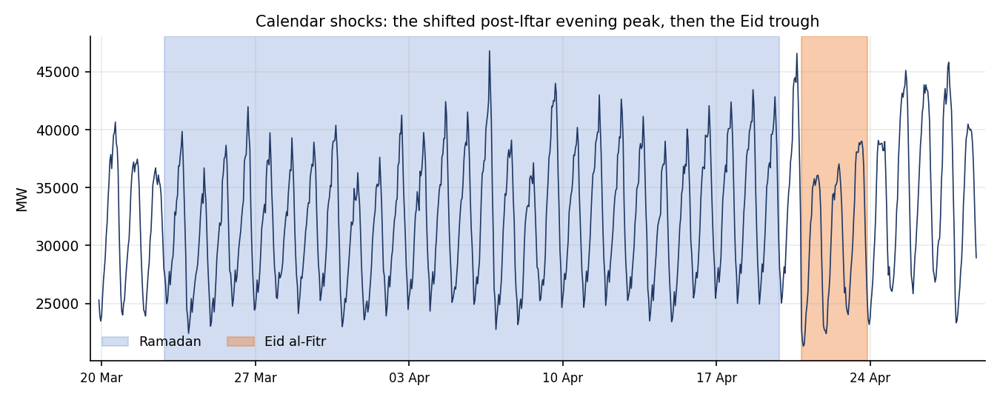 Calendar shocks: the shifted post-Iftar evening peak, then the Eid trough
MW
45000
40000
35000
30000
25000
Ramadan
Eid al-Fitr
20 Mar
27 Mar
03 Apr
10 Apr
17 Apr
24 Apr